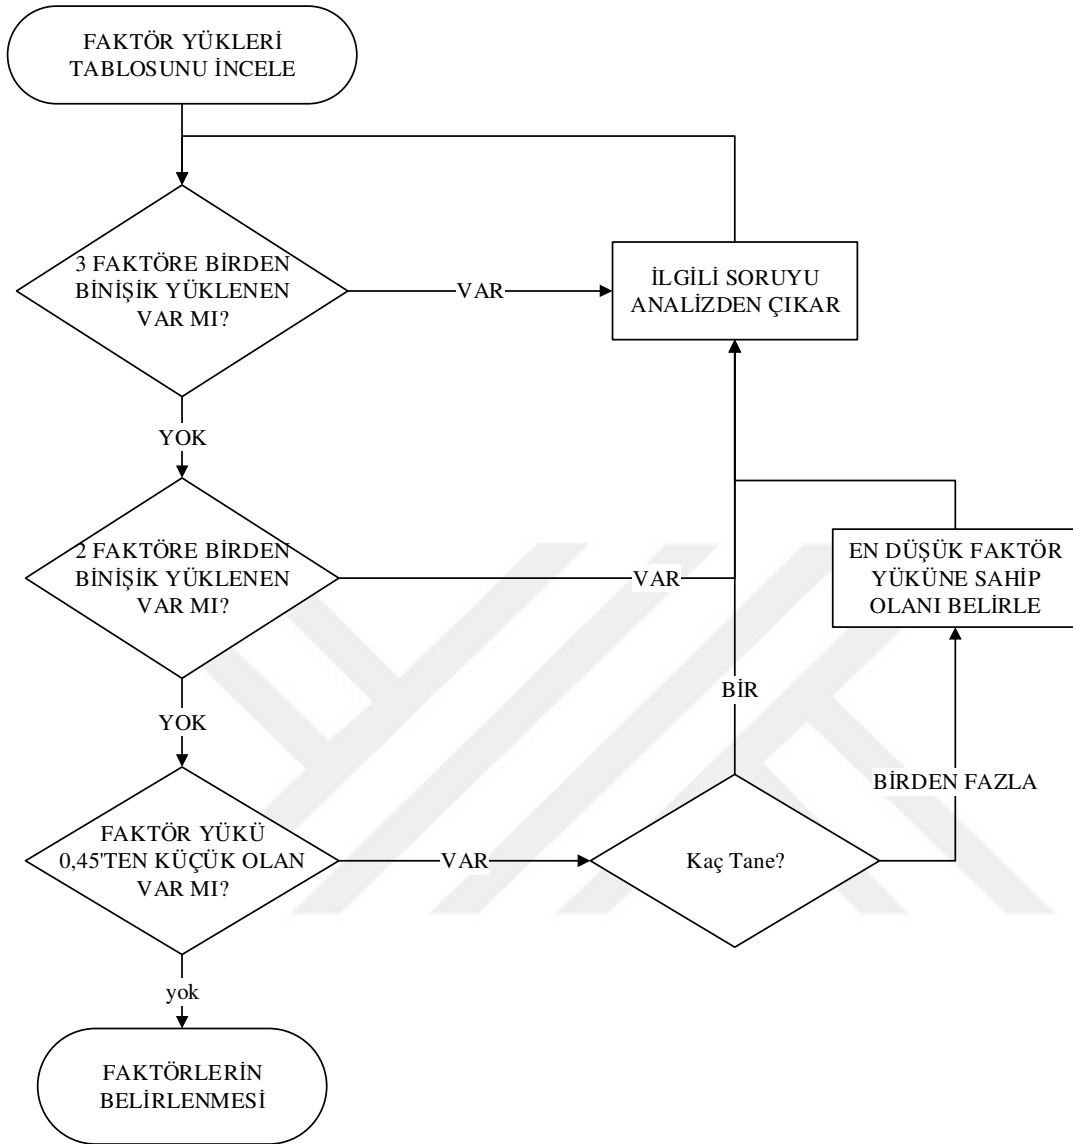 FAKTÖR YÜKLERİ
TABLOSUNU İNCELE
3 FAKTÖRE BİRDEN
BİNİŞİK YÜKLENEN
VAR MI?
VAR
İLGİLİ SORUYU
ANALİZDEN ÇIKAR
YOK
2 FAKTÖRE BİRDEN
BİNİŞİK YÜKLENEN
VAR MI?
VAR
EN DÜŞÜK FAKTÖR
YÜKÜNE SAHİP
OLANI BELİRLE
YOK
BİR
BİRDEN FAZLA
FAKTÖR YÜKÜ
0,45'TEN KÜÇÜK OLAN
VAR MI?
VAR
Kaç Tane?
yok
FAKTÖRLERİN
BELİRLENMESİ